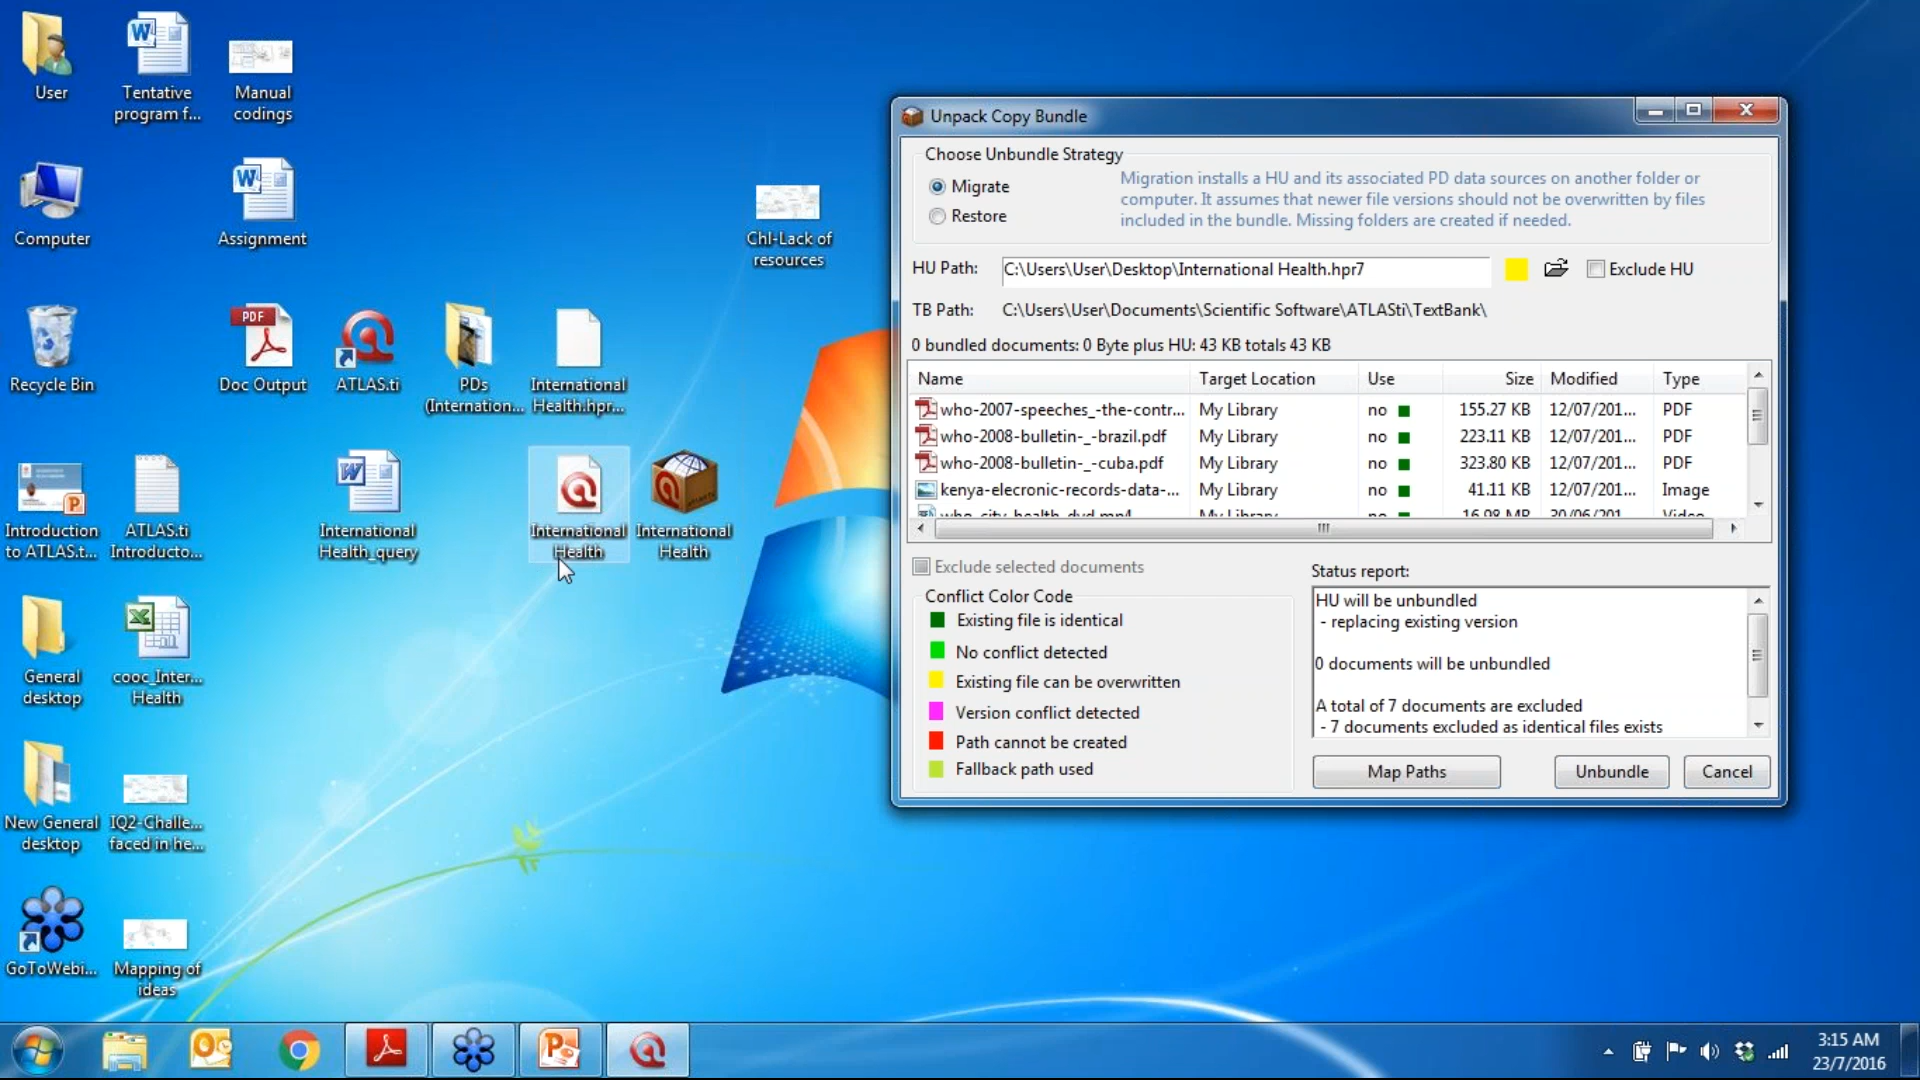 User
Tentative
program f...
Manual
codings
Computer
Assignment
Chl-Lack of
resources
Recycle Bin
PDF
Doc Output
ATLAS.ti
PDs
(Internation...
International
Health.hpr...
Introduction
to ATLAS.t...
ATLAS.ti
Introducto...
International
Health_query
International
Health
International
Health
General
desktop
cooc_Inter...
Health
New General
desktop
IQ2-Challe...
faced in he...
GoToWebi...
Mapping of
ideas
Unpack Copy Bundle
Choose Unbundle Strategy
Migrate
Restore
Migration installs a HU and its associated PD data sources on another folder or
computer. It assumes that newer file versions should not be overwritten by files
included in the bundle. Missing folders are created if needed.
HU Path: C:\Users\User\Desktop\International Health.hpr7 Exclude HU
TB Path: C:\Users\User\Documents\Scientific Software\ATLASti\TextBank\
0 bundled documents: 0 Byte plus HU: 43 KB totals 43 KB
Name Target Location Use Size Modified Type
who-2007-speeches_-the-contr... My Library no 155.27 KB 12/07/201... PDF
who-2008-bulletin-_-brazil.pdf My Library no 223.11 KB 12/07/201... PDF
who-2008-bulletin-_-cuba.pdf My Library no 323.80 KB 12/07/201... PDF
kenya-elecronic-records-data-... My Library no 41.11 KB 12/07/201... Image
who_city_health_dvd.mp4 My Library no 16.98 MB 30/06/201... Video
Exclude selected documents
Conflict Color Code
Existing file is identical
No conflict detected
Existing file can be overwritten
Version conflict detected
Path cannot be created
Fallback path used
Status report:
HU will be unbundled
- replacing existing version
0 documents will be unbundled
A total of 7 documents are excluded
- 7 documents excluded as identical files exists
Map Paths
Unbundle
Cancel
3:15 AM
23/7/2016